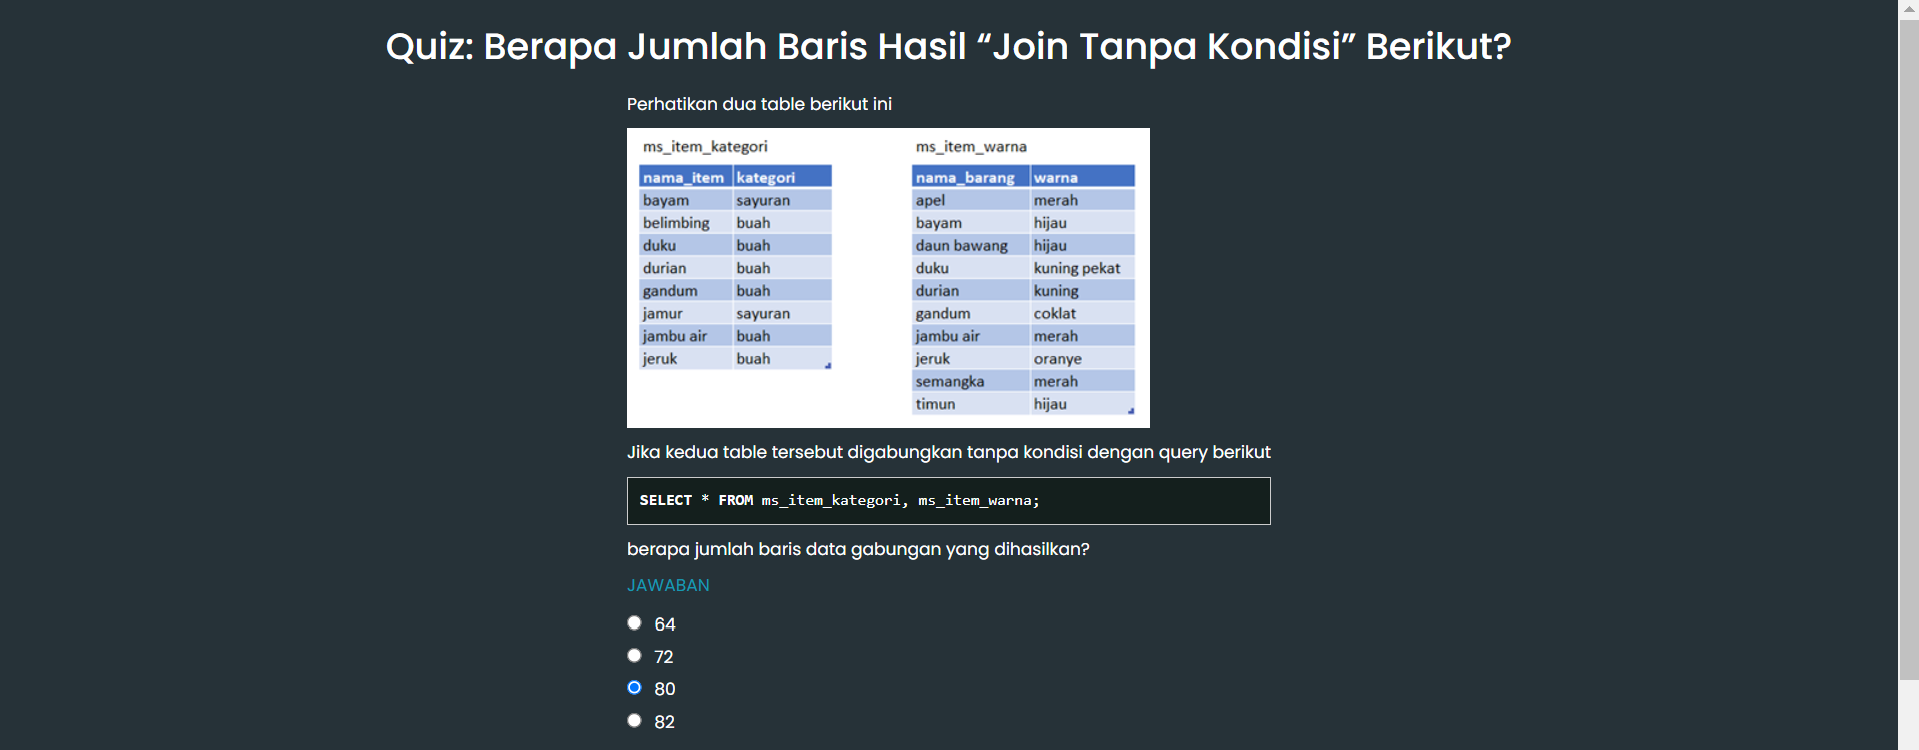 Quiz: Berapa Jumlah Baris Hasil “Join Tanpa Kondisi” Berikut?
Perhatikan dua table berikut ini
ms_item_kategori
nama_item kategori
bayam sayuran
belimbing buah
duku buah
durian buah
gandum buah
jamur sayuran
jambu air buah
jeruk buah
ms_item_warna
nama_barang warna
apel merah
bayam hijau
daun bawang hijau
duku kuning pekat
durian kuning
gandum coklat
jambu air merah
jeruk oranye
semangka merah
timun hijau
Jika kedua table tersebut digabungkan tanpa kondisi dengan query berikut
SELECT * FROM ms_item_kategori, ms_item_warna;
berapa jumlah baris data gabungan yang dihasilkan?
JAWABAN
64
72
80
82